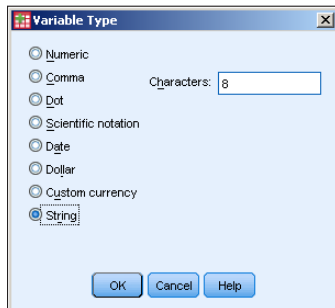 Variable Type
Numeric
Comma
Characters: 8
Dot
Scientific notation
Date
Dollar
Custom currency
String
OK Cancel Help